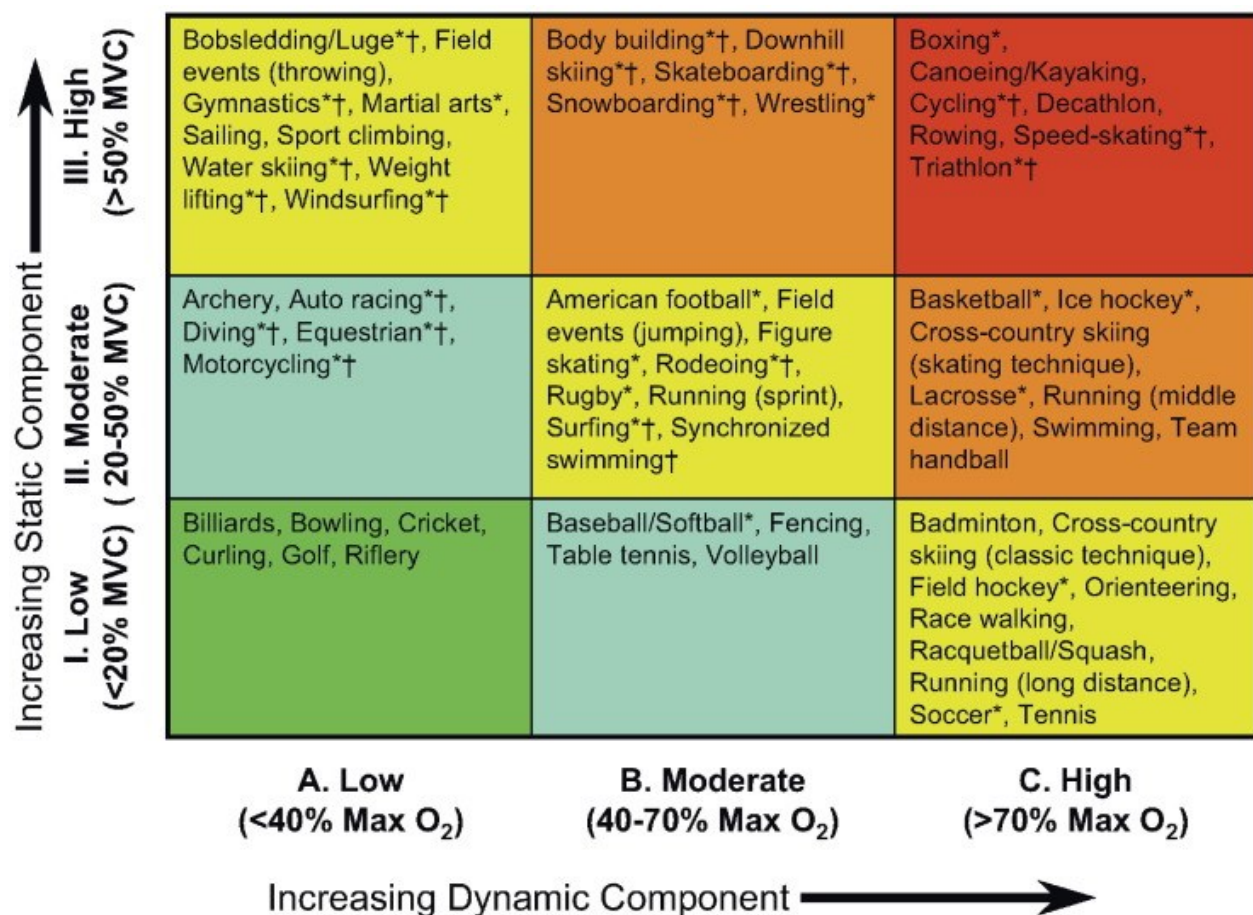 Increasing Static Component
III. High
(>50% MVC)
Bobsledding/Luge*†, Field
events (throwing),
Gymnastics*†, Martial arts*,
Sailing, Sport climbing,
Water skiing*†, Weight
lifting*†, Windsurfing*†
Body building*†, Downhill
skiing*†, Skateboarding*†,
Snowboarding*†, Wrestling*
Boxing*,
Canoeing/Kayaking,
Cycling*†, Decathlon,
Rowing, Speed-skating*†,
Triathlon*†
II. Moderate
( 20-50% MVC)
Archery, Auto racing*†,
Diving*†, Equestrian*†,
Motorcycling*†
American football*, Field
events (jumping), Figure
skating*, Rodeoing*†,
Rugby*, Running (sprint),
Surfing*†, Synchronized
swimming†
Basketball*, Ice hockey*,
Cross-country skiing
(skating technique),
Lacrosse*, Running (middle
distance), Swimming, Team
handball
I. Low
(<20% MVC)
Billiards, Bowling, Cricket,
Curling, Golf, Riflery
Baseball/Softball*, Fencing,
Table tennis, Volleyball
Badminton, Cross-country
skiing (classic technique),
Field hockey*, Orienteering,
Race walking,
Racquetball/Squash,
Running (long distance),
Soccer*, Tennis
A. Low
(<40% Max O₂)
B. Moderate
(40-70% Max O₂)
C. High
(>70% Max O₂)
Increasing Dynamic Component